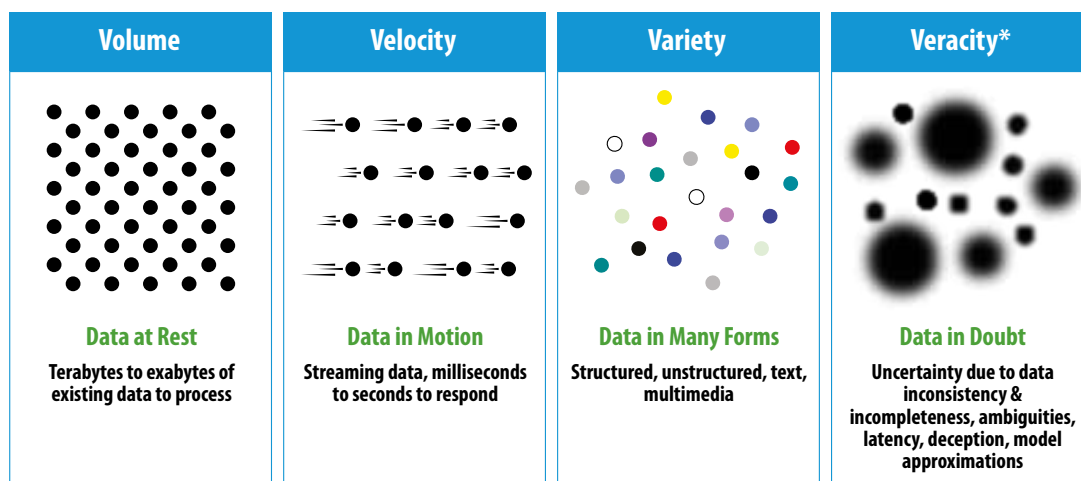 Volume
Data at Rest
Terabytes to exabytes of
existing data to process
Velocity
Data in Motion
Streaming data, milliseconds
to seconds to respond
Variety
Data in Many Forms
Structured, unstructured, text,
multimedia
Veracity*
Data in Doubt
Uncertainty due to data
inconsistency &
incompleteness, ambiguities,
latency, deception, model
approximations